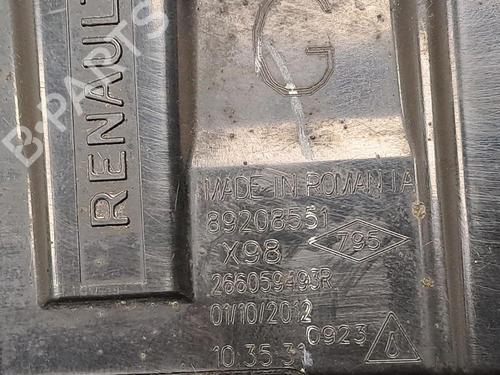 RENAULT
G
B-PARTS
MADE IN ROMANIA
89208551
X98
795
266059493R
01/10/2012
0923
10.35.31